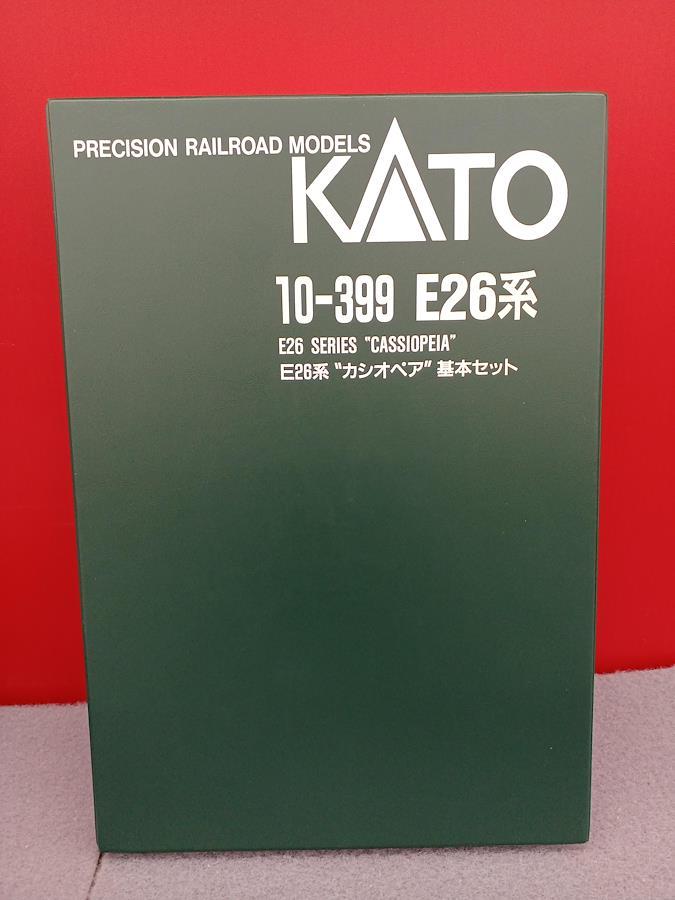 PRECISION RAILROAD MODELS
KATO
10-399 E26系
E26 SERIES "CASSIOPEIA"
E26系 "カシオペア" 基本セット